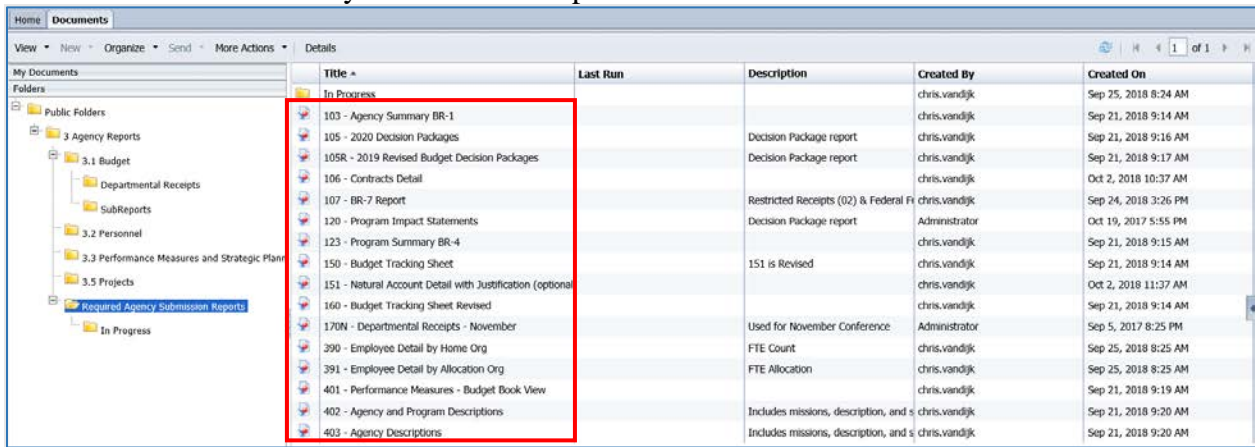 Home Documents
View New Organize Send More Actions Details 1 of 1
My Documents
Folders
Public Folders
3 Agency Reports
3.1 Budget
Departmental Receipts
SubReports
3.2 Personnel
3.3 Performance Measures and Strategic Plann
3.5 Projects
Required Agency Submission Reports
In Progress
Title Last Run Description Created By Created On
In Progress chris.vandijk Sep 25, 2018 8:24 AM
103 - Agency Summary BR-1 chris.vandijk Sep 21, 2018 9:14 AM
105 - 2020 Decision Packages Decision Package report chris.vandijk Sep 21, 2018 9:16 AM
105R - 2019 Revised Budget Decision Packages Decision Package report chris.vandijk Sep 21, 2018 9:17 AM
106 - Contracts Detail chris.vandijk Oct 2, 2018 10:37 AM
107 - BR-7 Report Restricted Receipts (02) & Federal F chris.vandijk Sep 24, 2018 3:26 PM
120 - Program Impact Statements Decision Package report Administrator Oct 19, 2017 5:55 PM
123 - Program Summary BR-4 chris.vandijk Sep 21, 2018 9:15 AM
150 - Budget Tracking Sheet 151 is Revised chris.vandijk Sep 21, 2018 9:14 AM
151 - Natural Account Detail with Justification (optional chris.vandijk Oct 2, 2018 11:37 AM
160 - Budget Tracking Sheet Revised chris.vandijk Sep 21, 2018 9:14 AM
170N - Departmental Receipts - November Used for November Conference Administrator Sep 5, 2017 8:25 PM
390 - Employee Detail by Home Org FTE Count chris.vandijk Sep 25, 2018 8:25 AM
391 - Employee Detail by Allocation Org FTE Allocation chris.vandijk Sep 25, 2018 8:25 AM
401 - Performance Measures - Budget Book View chris.vandijk Sep 21, 2018 9:19 AM
402 - Agency and Program Descriptions Includes missions, description, and s chris.vandijk Sep 21, 2018 9:20 AM
403 - Agency Descriptions Includes missions, description, and s chris.vandijk Sep 21, 2018 9:20 AM